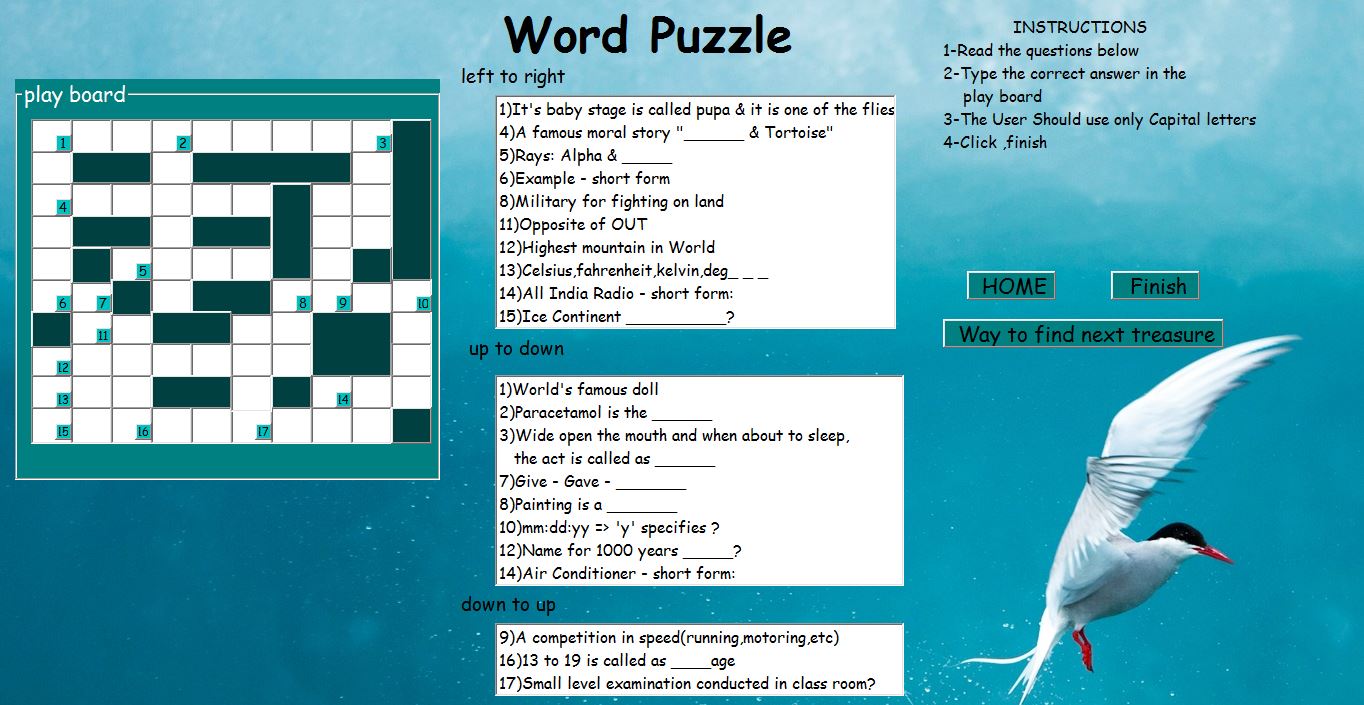 Word Puzzle
play board
1 2 3
4
5
6 7 8 9 10
11
12
13 14
15 16 17
left to right
1)It's baby stage is called pupa & it is one of the flies
4)A famous moral story "_______ & Tortoise"
5)Rays: Alpha & _____
6)Example - short form
8)Military for fighting on land
11)Opposite of OUT
12)Highest mountain in World
13)Celsius,fahrenheit,kelvin,deg_ _ _
14)All India Radio - short form:
15)Ice Continent __________?
up to down
1)World's famous doll
2)Paracetamol is the ______
3)Wide open the mouth and when about to sleep,
the act is called as ______
7)Give - Gave - _______
8)Painting is a _______
10)mm:dd:yy => 'y' specifies ?
12)Name for 1000 years _____?
14)Air Conditioner - short form:
down to up
9)A competition in speed(running,motoring,etc)
16)13 to 19 is called as ____age
17)Small level examination conducted in class room?
INSTRUCTIONS
1-Read the questions below
2-Type the correct answer in the
play board
3-The User Should use only Capital letters
4-Click ,finish
HOME
Finish
Way to find next treasure